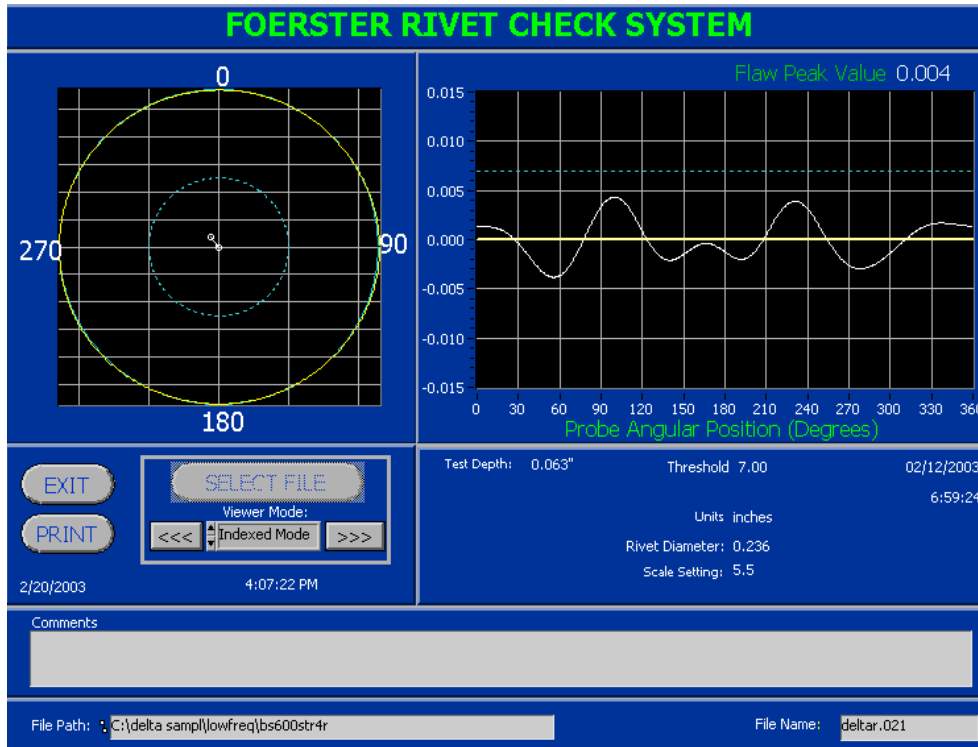 FOERSTER RIVET CHECK SYSTEM
0
270
90
180
Flaw Peak Value 0.004
0.015
0.010
0.005
0.000
-0.005
-0.010
-0.015
0 30 60 90 120 150 180 210 240 270 300 330 360
Probe Angular Position (Degrees)
EXIT
PRINT
SELECT FILE
Viewer Mode:
<<< Indexed Mode >>>
2/20/2003 4:07:22 PM
Test Depth: 0.063" Threshold 7.00 02/12/2003
6:59:24
Units inches
Rivet Diameter: 0.236
Scale Setting: 5.5
Comments
File Path: C:\delta sampl\lowfreq\bs600str4r File Name: deltar.021